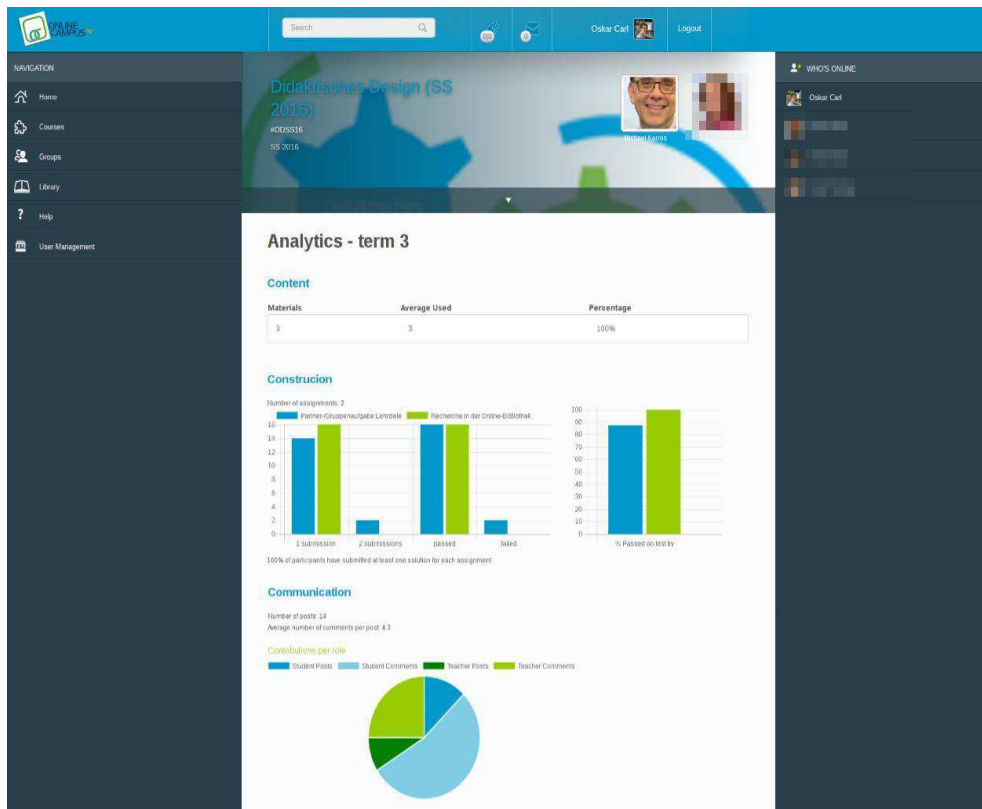 ONLINE
CAMPUS
Search
0|0
0
Oskar Carl
Logout
NAVIGATION
Home
Courses
Groups
Library
Help
User Management
Didaktisches Design (SS
2016)
#DDSS16
SS 2016
Michael Kerres
Didaktisches
WHO'S ONLINE
Oskar Carl
Analytics - term 3
Content
Materials Average Used Percentage
3 3 100%
Construcion
Number of assignments: 2
Partner-/Gruppenaufgabe Lehrziele Recherche in der Online-Bibliothek
16
14
12
10
8
6
4
2
0
1 submission 2 submissions passed failed
100
90
80
70
60
50
40
30
20
10
0
% Passed on first try
100% of participants have submitted at least one solution for each assignment
Communication
Number of posts: 14
Average number of comments per post: 4.3
Contributions per role
Student Posts Student Comments Teacher Posts Teacher Comments